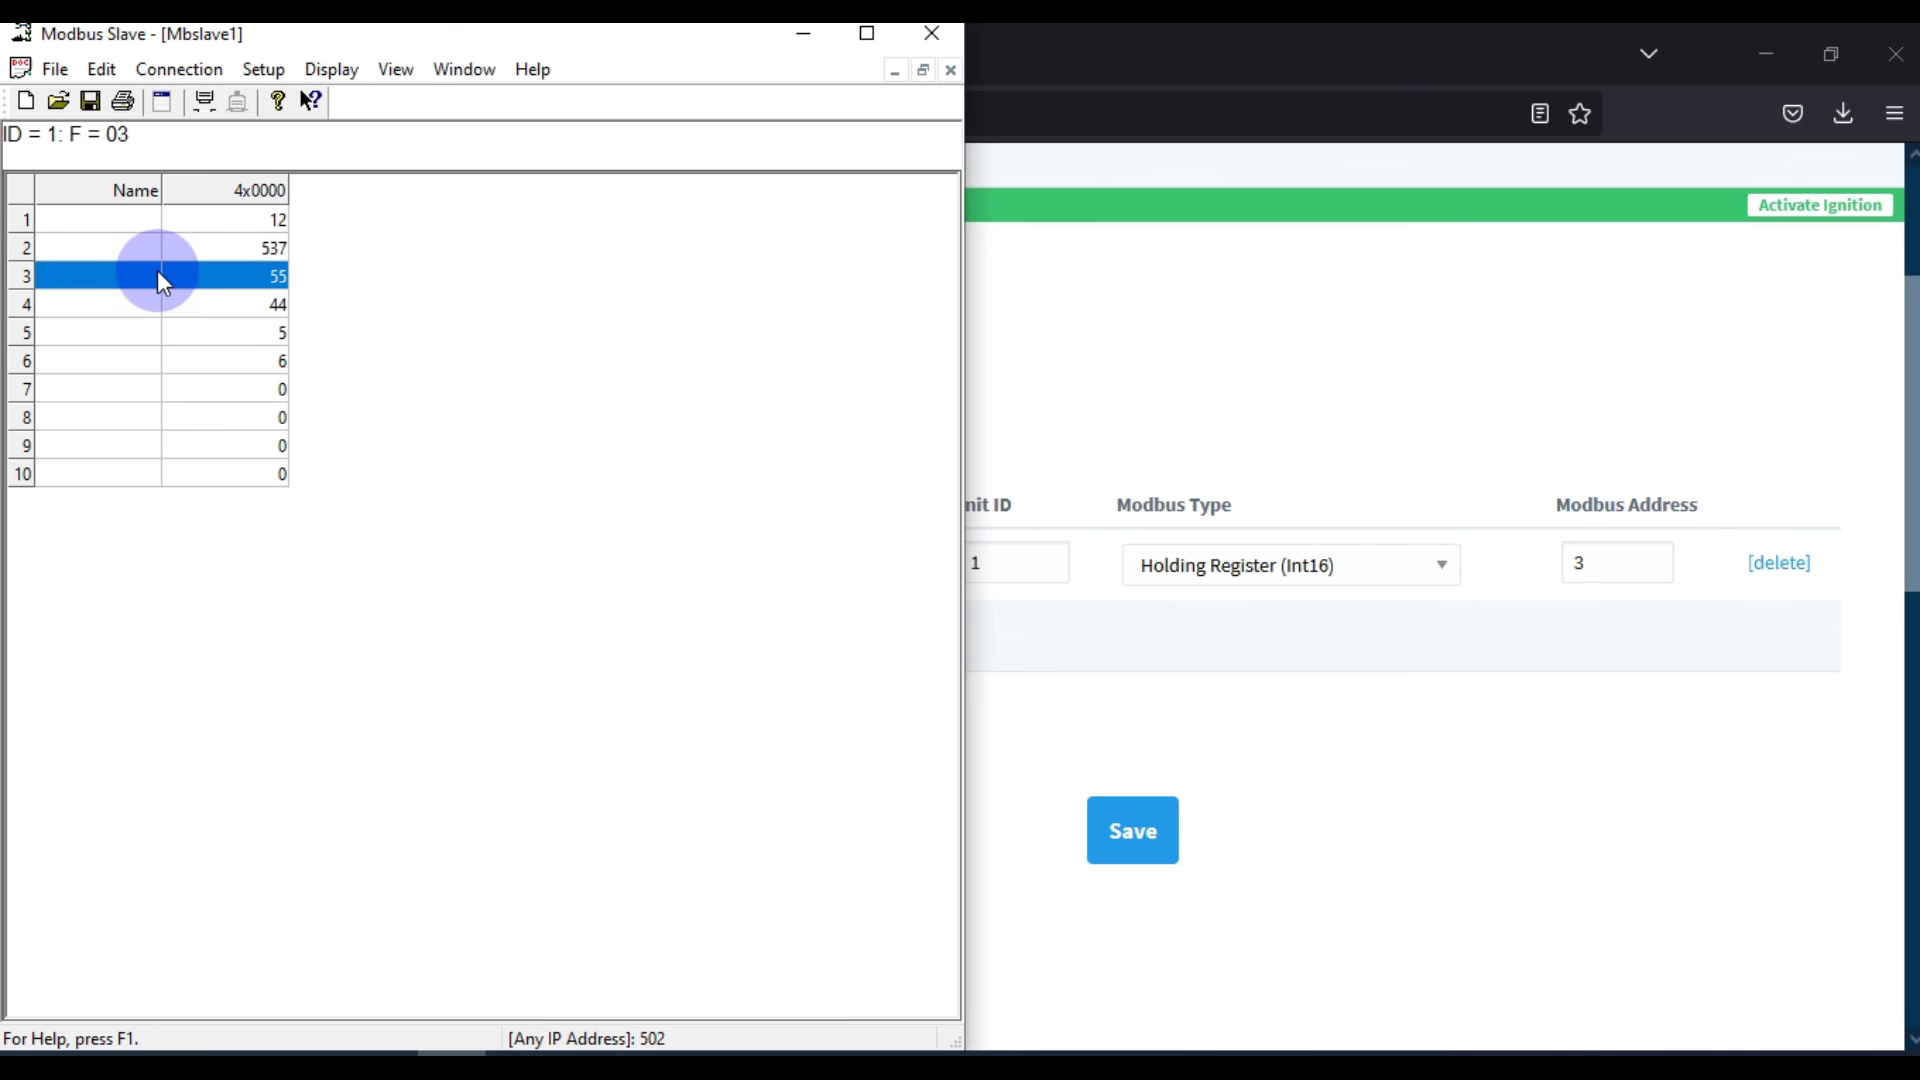 Modbus Slave - [Mbslave1]
File Edit Connection Setup Display View Window Help
ID = 1: F = 03
Name 4x0000
1 12
2 537
3 55
4 44
5 5
6 6
7 0
8 0
9 0
10 0
For Help, press F1. [Any IP Address]: 502
Activate Ignition
nit ID Modbus Type Modbus Address
1 Holding Register (Int16) 3 [delete]
Save